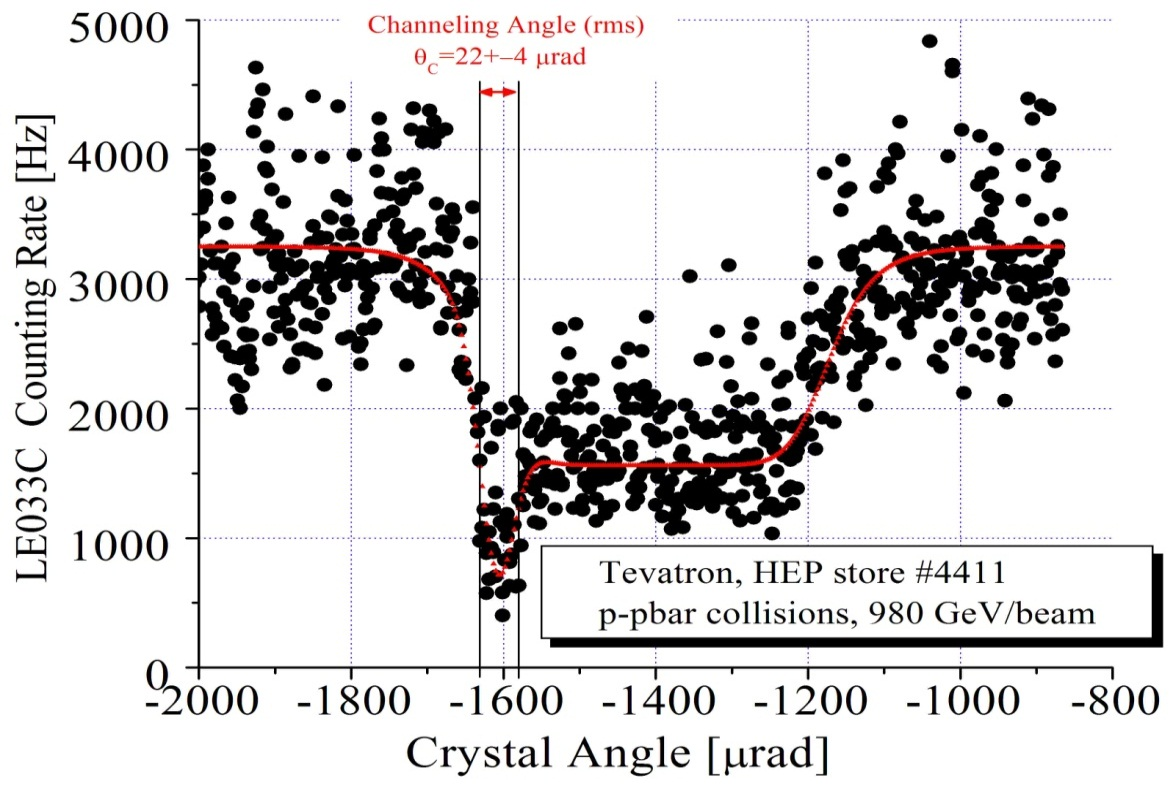 Channeling Angle (rms)
θC=22+−4 μrad
5000
4000
3000
2000
1000
0
LE033C Counting Rate [Hz]
Tevatron, HEP store #4411
p-pbar collisions, 980 GeV/beam
-2000 -1800 -1600 -1400 -1200 -1000 -800
Crystal Angle [μrad]